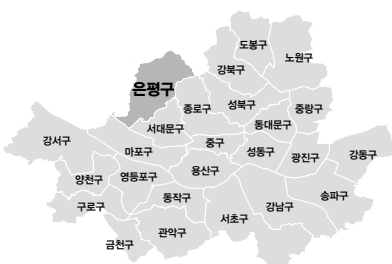 도봉구
노원구
강북구
은평구
종로구
성북구
중랑구
동대문구
서대문구
강서구
중구
마포구
성동구
광진구
강동구
용산구
양천구
영등포구
동작구
송파구
구로구
강남구
서초구
관악구
금천구